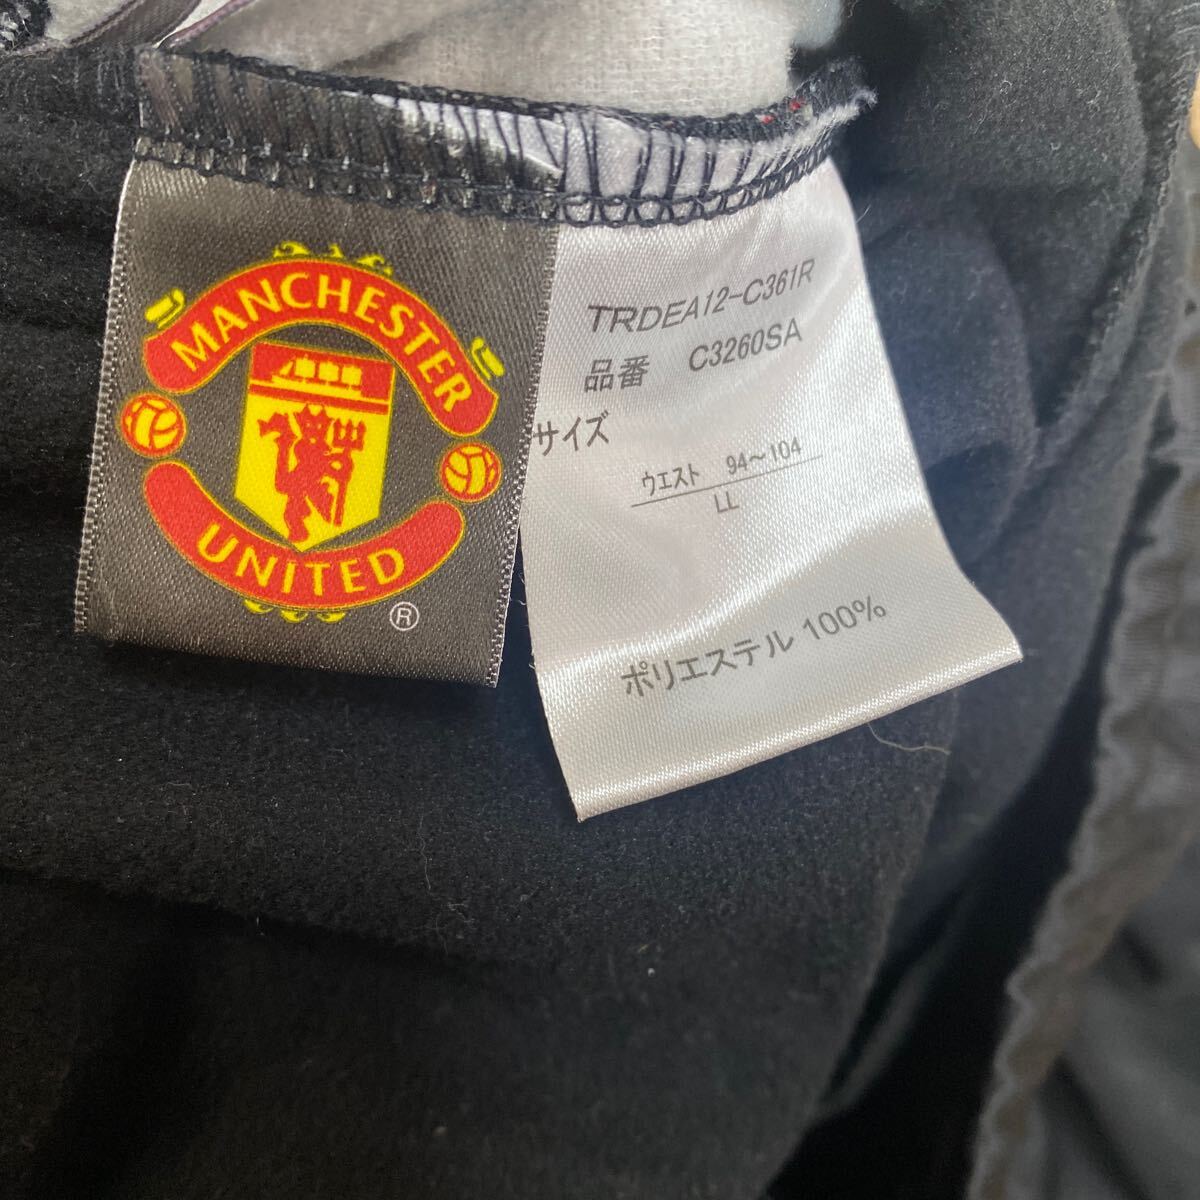 MANCHESTER
UNITED
®
TRDEA12-C361R
品番 C3260SA
サイズ
ウエスト 94～104
LL
ポリエステル 100%